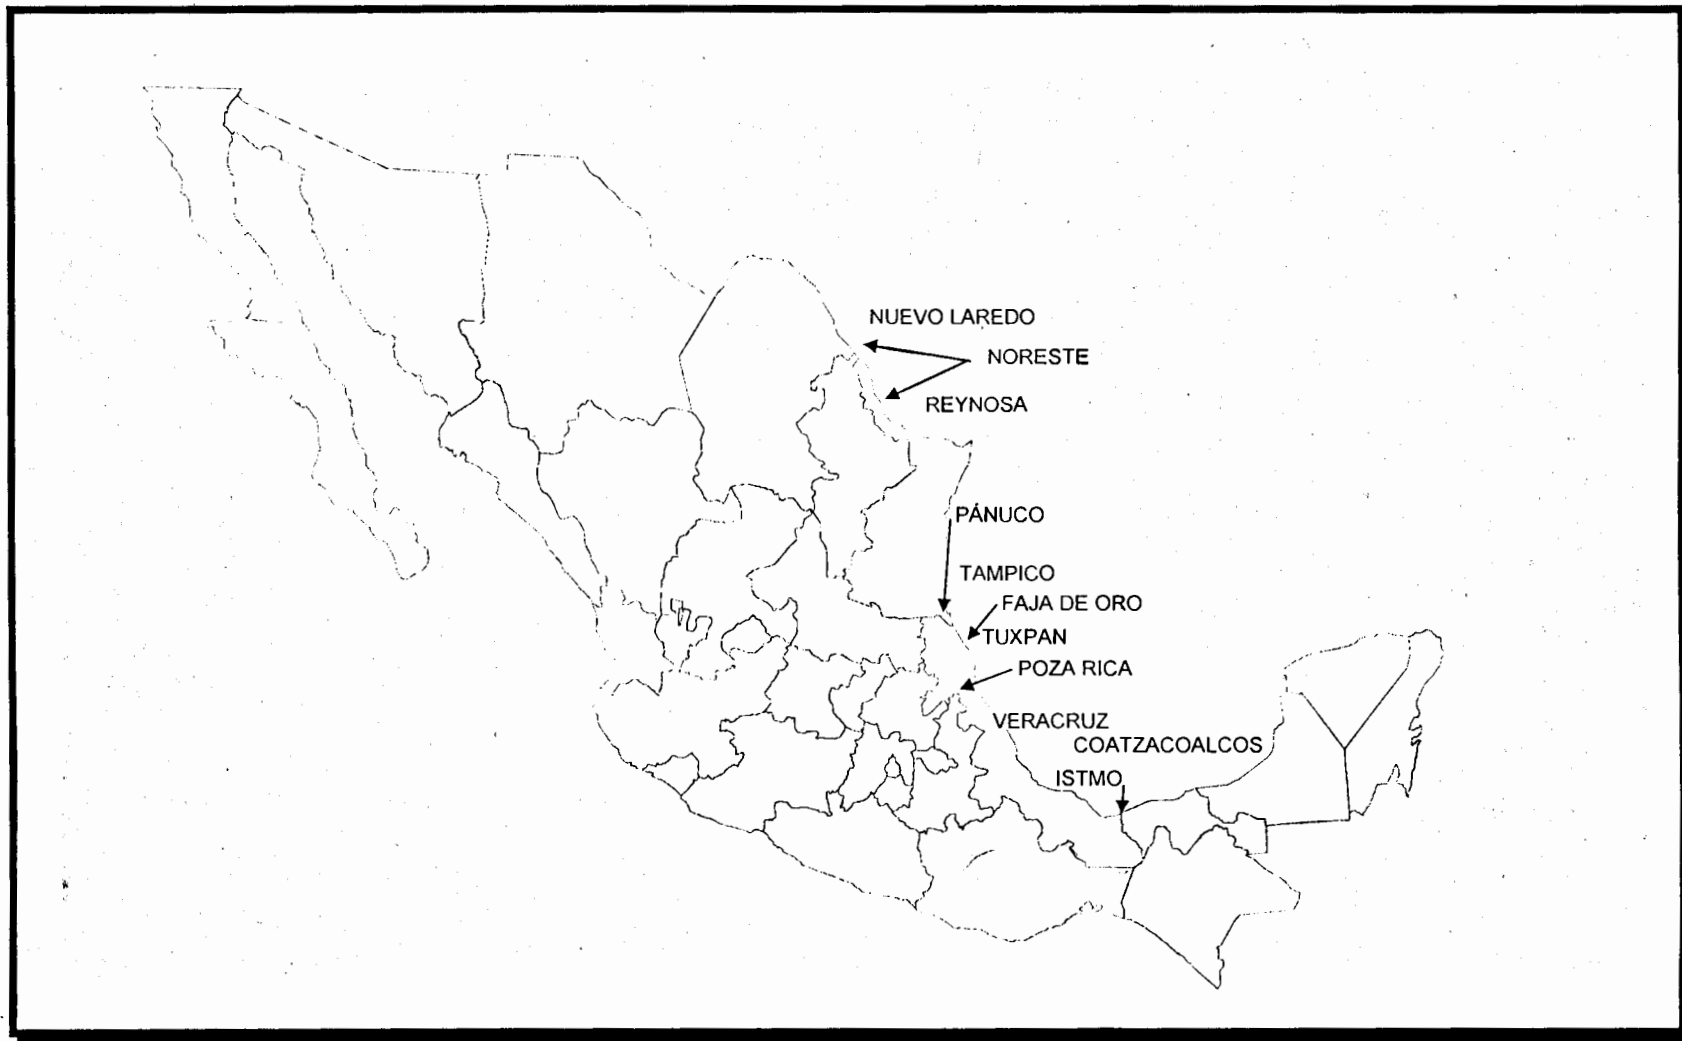 NUEVO LAREDO
NORESTE
REYNOSA
PÁNUCO
TAMPICO
FAJA DE ORO
TUXPAN
POZA RICA
VERACRUZ
COATZACOALCOS
ISTMO